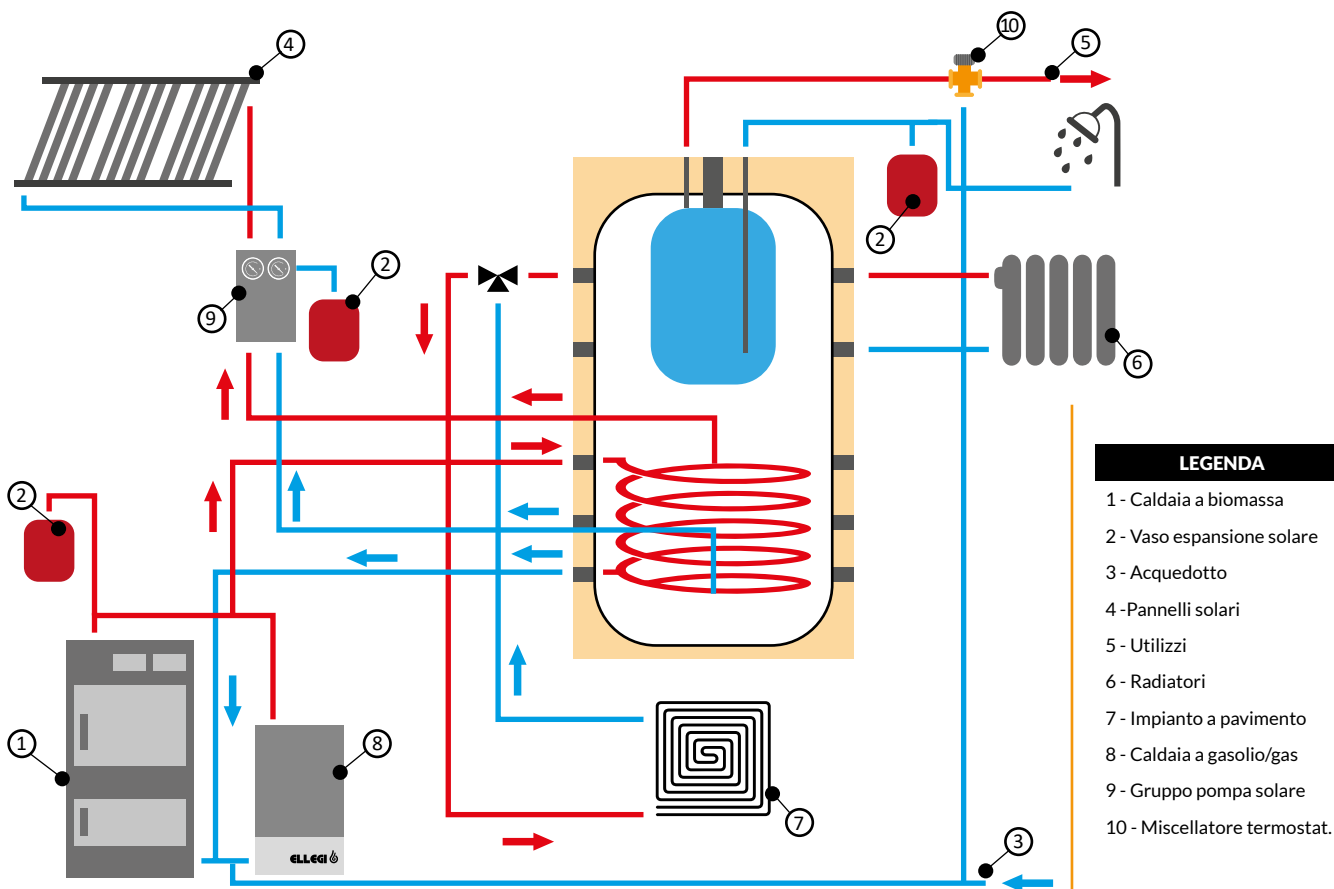 10
4
5
2
2
9
6
2
LEGENDA
1 - Caldaia a biomassa
2 - Vaso espansione solare
3 - Acquedotto
4 -Pannelli solari
5 - Utilizzi
6 - Radiatori
7 - Impianto a pavimento
8 - Caldaia a gasolio/gas
9 - Gruppo pompa solare
10 - Miscellatore termostat.
1
8
7
ELLEGI
3